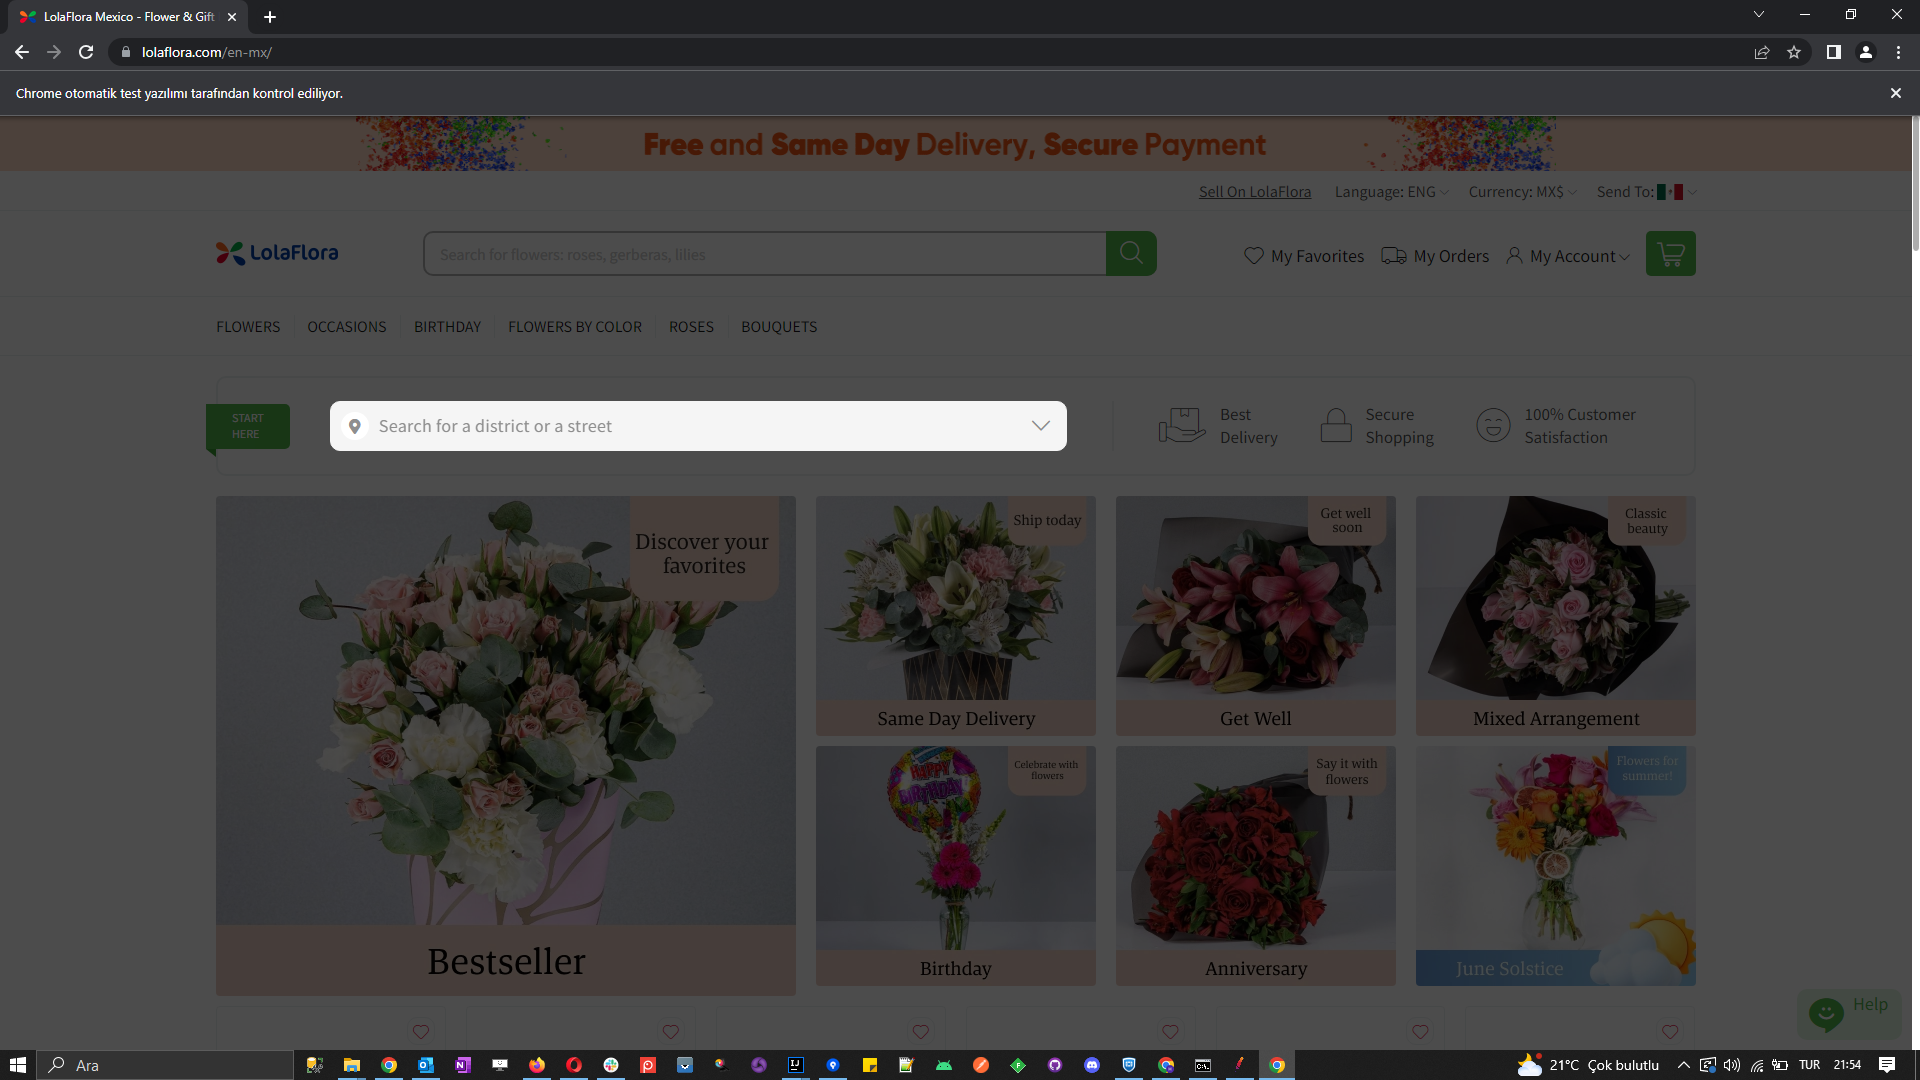 LolaFlora Mexico - Flower & Gift
lolaflora.com/en-mx/
Chrome otomatik test yazılımı tarafından kontrol ediliyor.
Free and Same Day Delivery, Secure Payment
Sell On LolaFlora
Language: ENG
Currency: MX$
Send To:
LolaFlora
Search for flowers: roses, gerberas, lilies
My Favorites
My Orders
My Account
FLOWERS
OCCASIONS
BIRTHDAY
FLOWERS BY COLOR
ROSES
BOUQUETS
START
HERE
Search for a district or a street
Best
Delivery
Secure
Shopping
100% Customer
Satisfaction
Discover your
favorites
Bestseller
Ship today
Same Day Delivery
Get well
soon
Get Well
Classic
beauty
Mixed Arrangement
HAPPY
BIRTHDAY
Celebrate with
flowers
Birthday
Say it with
flowers
Anniversary
Flowers for
summer!
June Solstice
Help
Ara
21°C Çok bulutlu
TUR
21:54